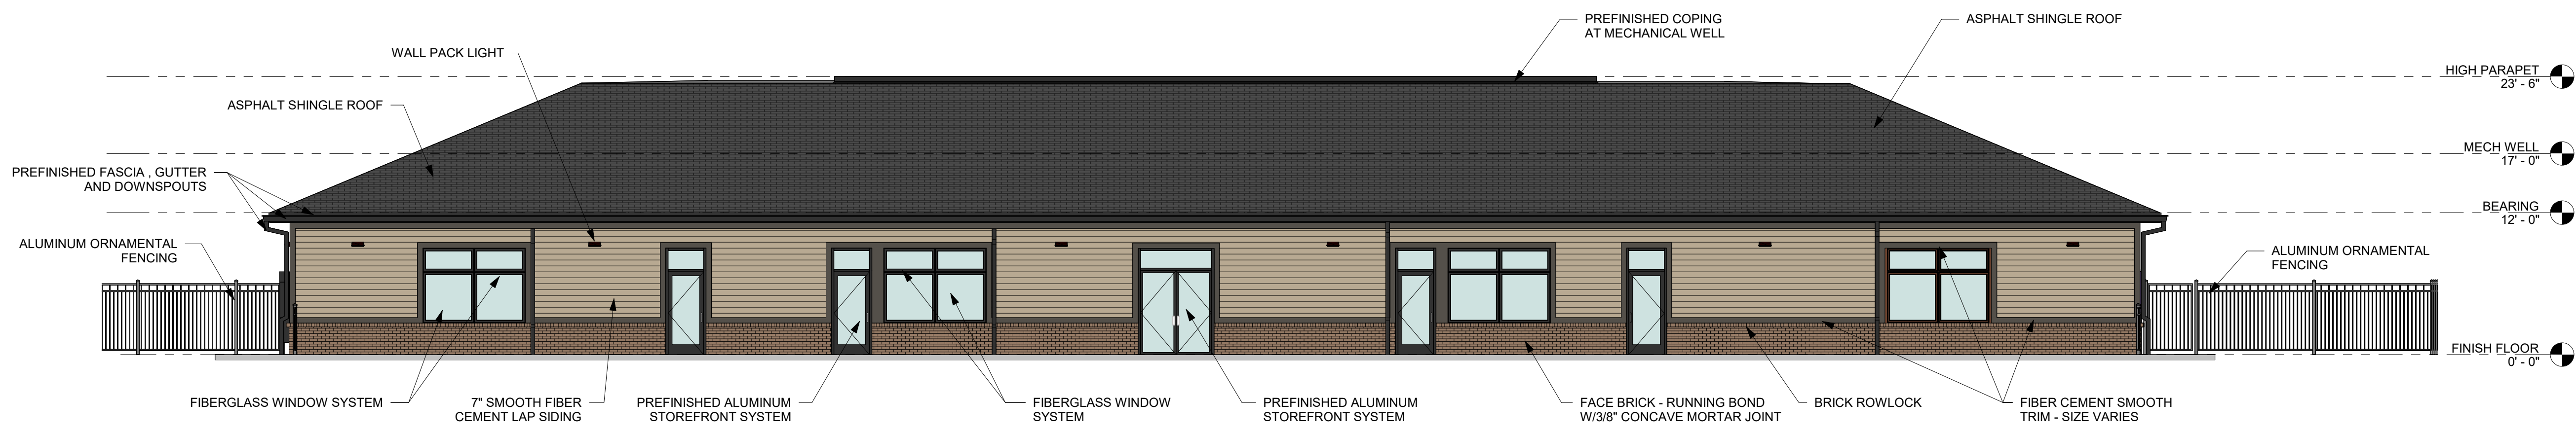 PREFINISHED COPING
AT MECHANICAL WELL
ASPHALT SHINGLE ROOF
WALL PACK LIGHT
HIGH PARAPET
23' - 6"
ASPHALT SHINGLE ROOF
MECH WELL
17' - 0"
PREFINISHED FASCIA , GUTTER
AND DOWNSPOUTS
BEARING
12' - 0"
ALUMINUM ORNAMENTAL
FENCING
ALUMINUM ORNAMENTAL
FENCING
FINISH FLOOR
0' - 0"
FIBERGLASS WINDOW SYSTEM
7" SMOOTH FIBER
CEMENT LAP SIDING
PREFINISHED ALUMINUM
STOREFRONT SYSTEM
FIBERGLASS WINDOW
SYSTEM
PREFINISHED ALUMINUM
STOREFRONT SYSTEM
FACE BRICK - RUNNING BOND
W/3/8" CONCAVE MORTAR JOINT
BRICK ROWLOCK
FIBER CEMENT SMOOTH
TRIM - SIZE VARIES